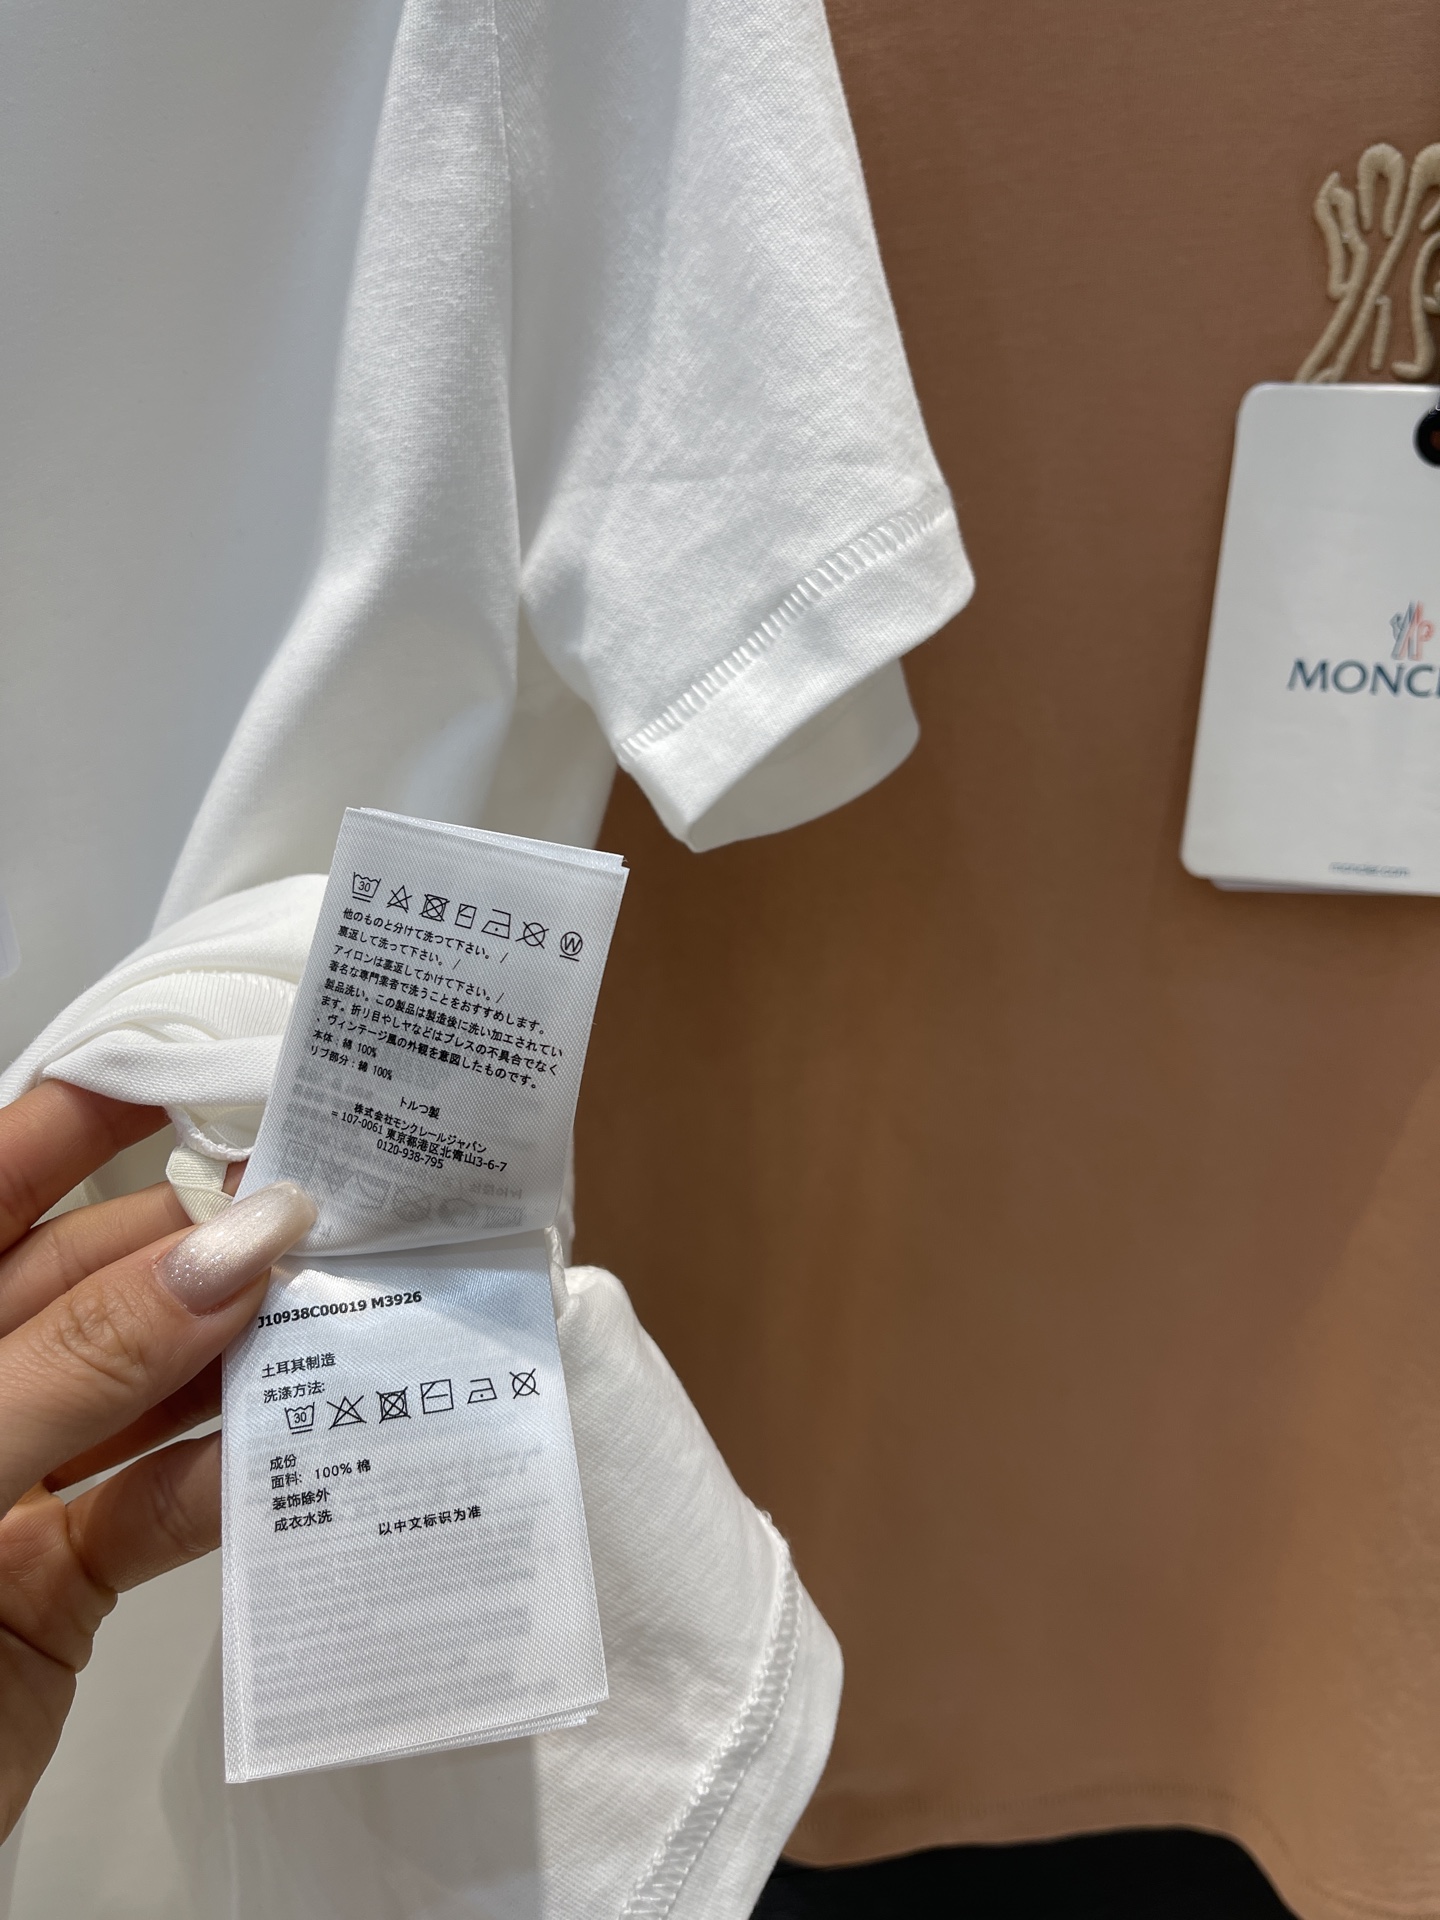 30
W
他のものと分けて洗って下さい。 /
裏返して洗って下さい。 /
アイロンは裏返してかけて下さい。/
著名な専門業者で洗うことをおすすめします。
製品洗い。この製品は製造後に洗い加工されてい
ます。折り目やしヤなどはプレスの不具合でなく
、ヴィンテージ風の外観を意図したものです。
本体:綿 100%
リブ部分:綿 100%
トルつ製
株式会社モンクレールジャパン
= 107-0061 東京都港区北青山3-6-7
0120-938-795
J10938C00019 M3926
土耳其制造
洗涤方法:
30
成份
面料: 100% 棉
装饰除外
成衣水洗
以中文标识为准
MONCL
moncler.com